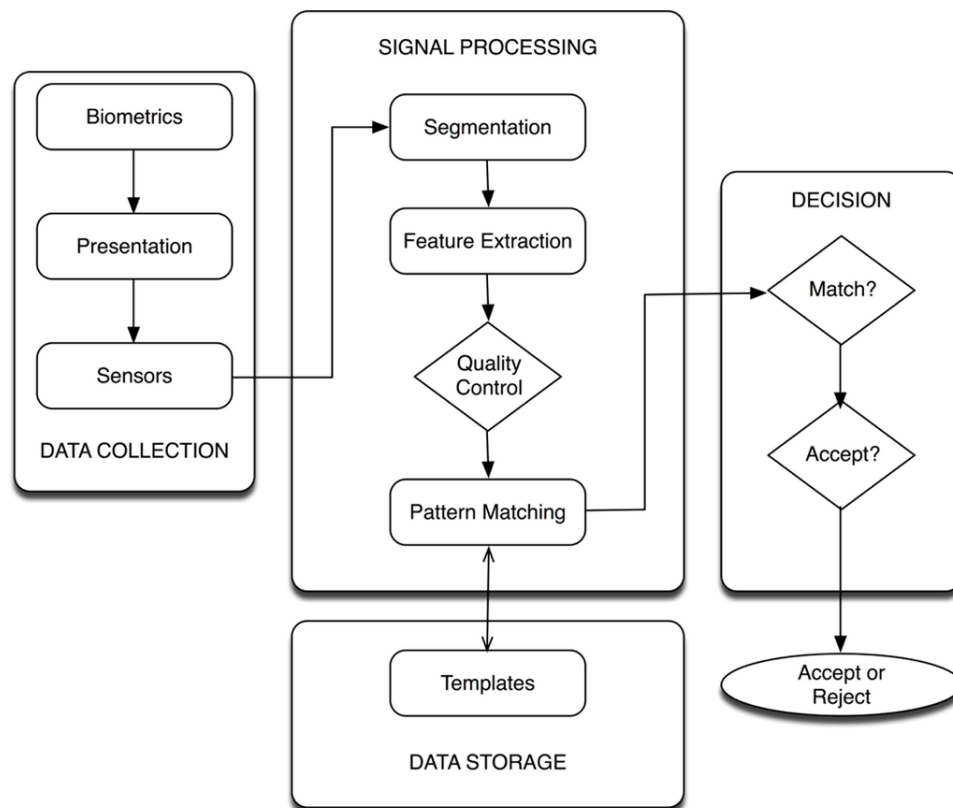 Biometrics
Presentation
Sensors
DATA COLLECTION
SIGNAL PROCESSING
Segmentation
Feature Extraction
Quality
Control
Pattern Matching
Templates
DATA STORAGE
DECISION
Match?
Accept?
Accept or
Reject